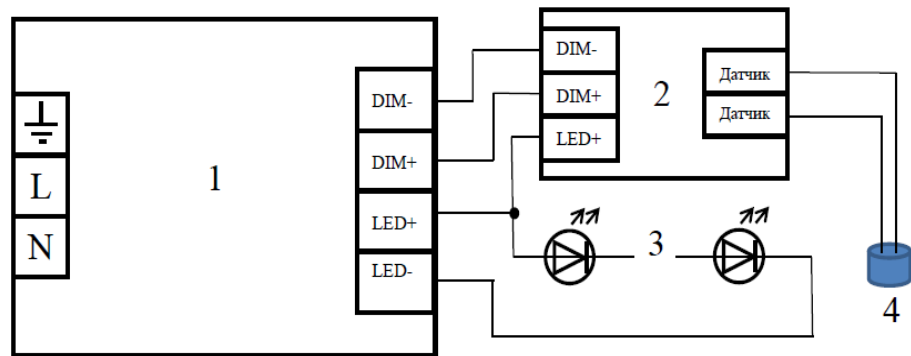 1
L
N
DIM-
DIM+
LED+
LED-
DIM-
DIM+
LED+
2
Датчик
Датчик
3
4